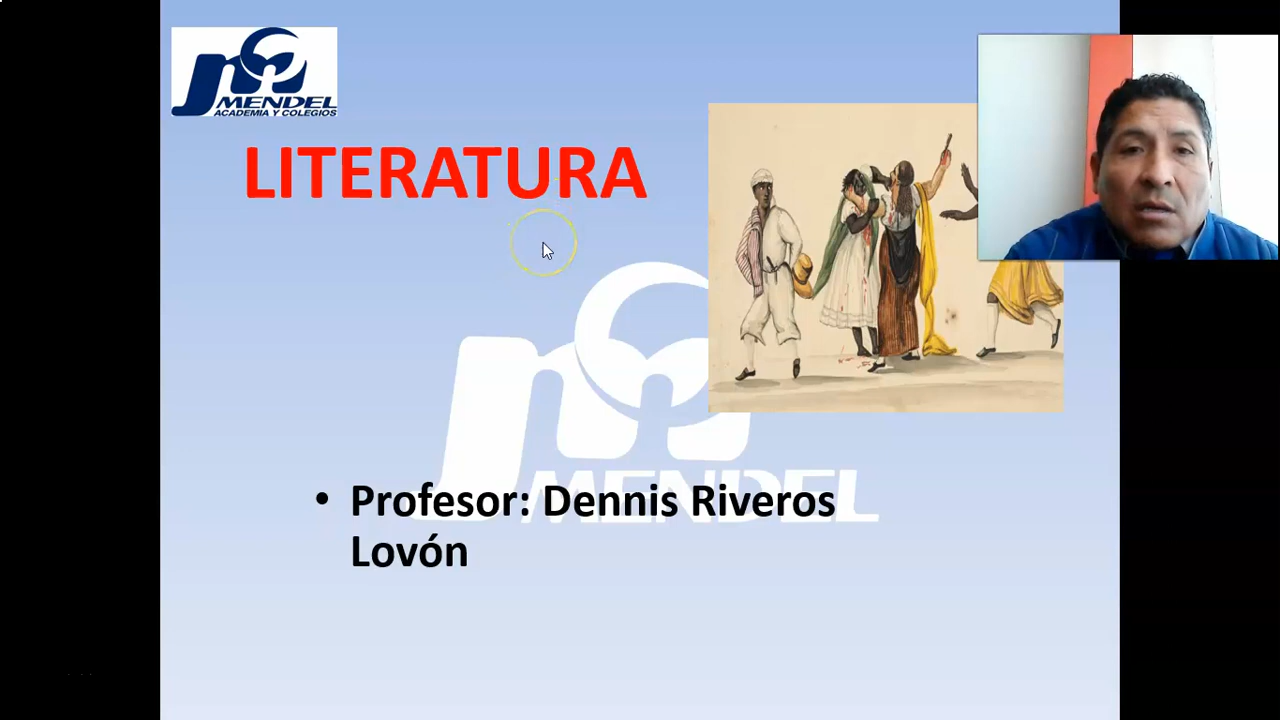 MENDEL
ACADEMIA Y COLEGIOS
LITERATURA
MENDEL
• Profesor: Dennis Riveros
Lovón